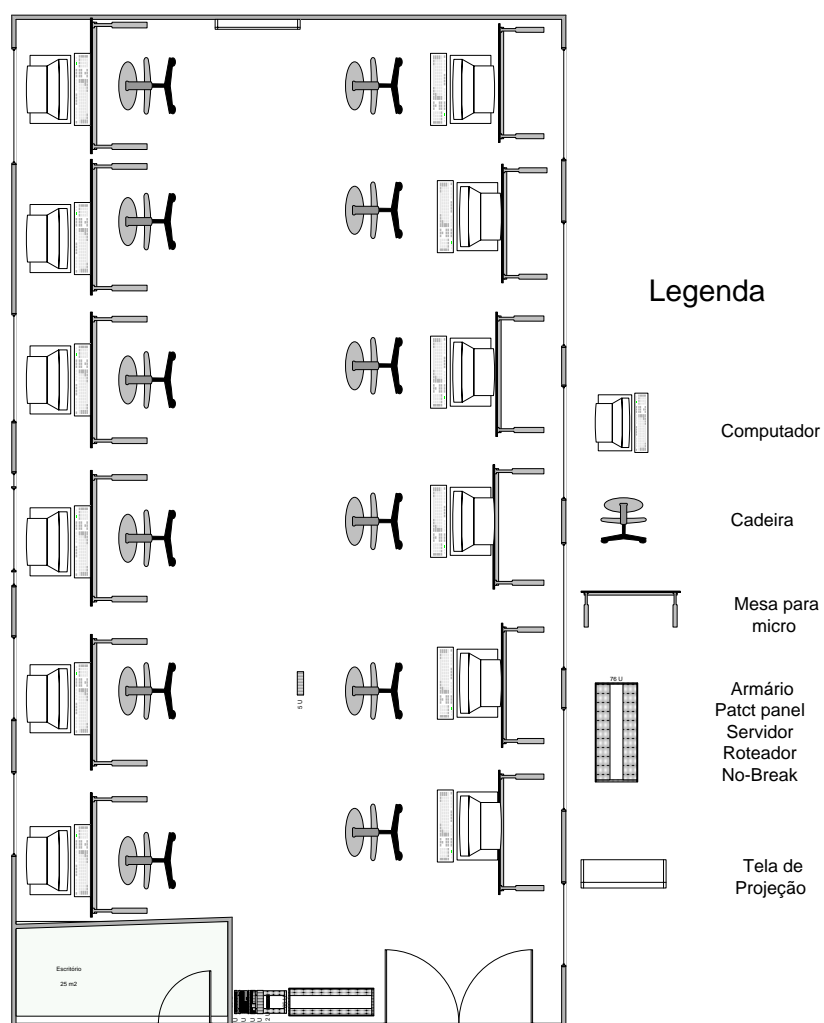 Legenda
Computador
Cadeira
Mesa para
micro
76 U
Armário
Patct panel
Servidor
Roteador
No-Break
Tela de
Projeção
5 U
Escritório
25 m2